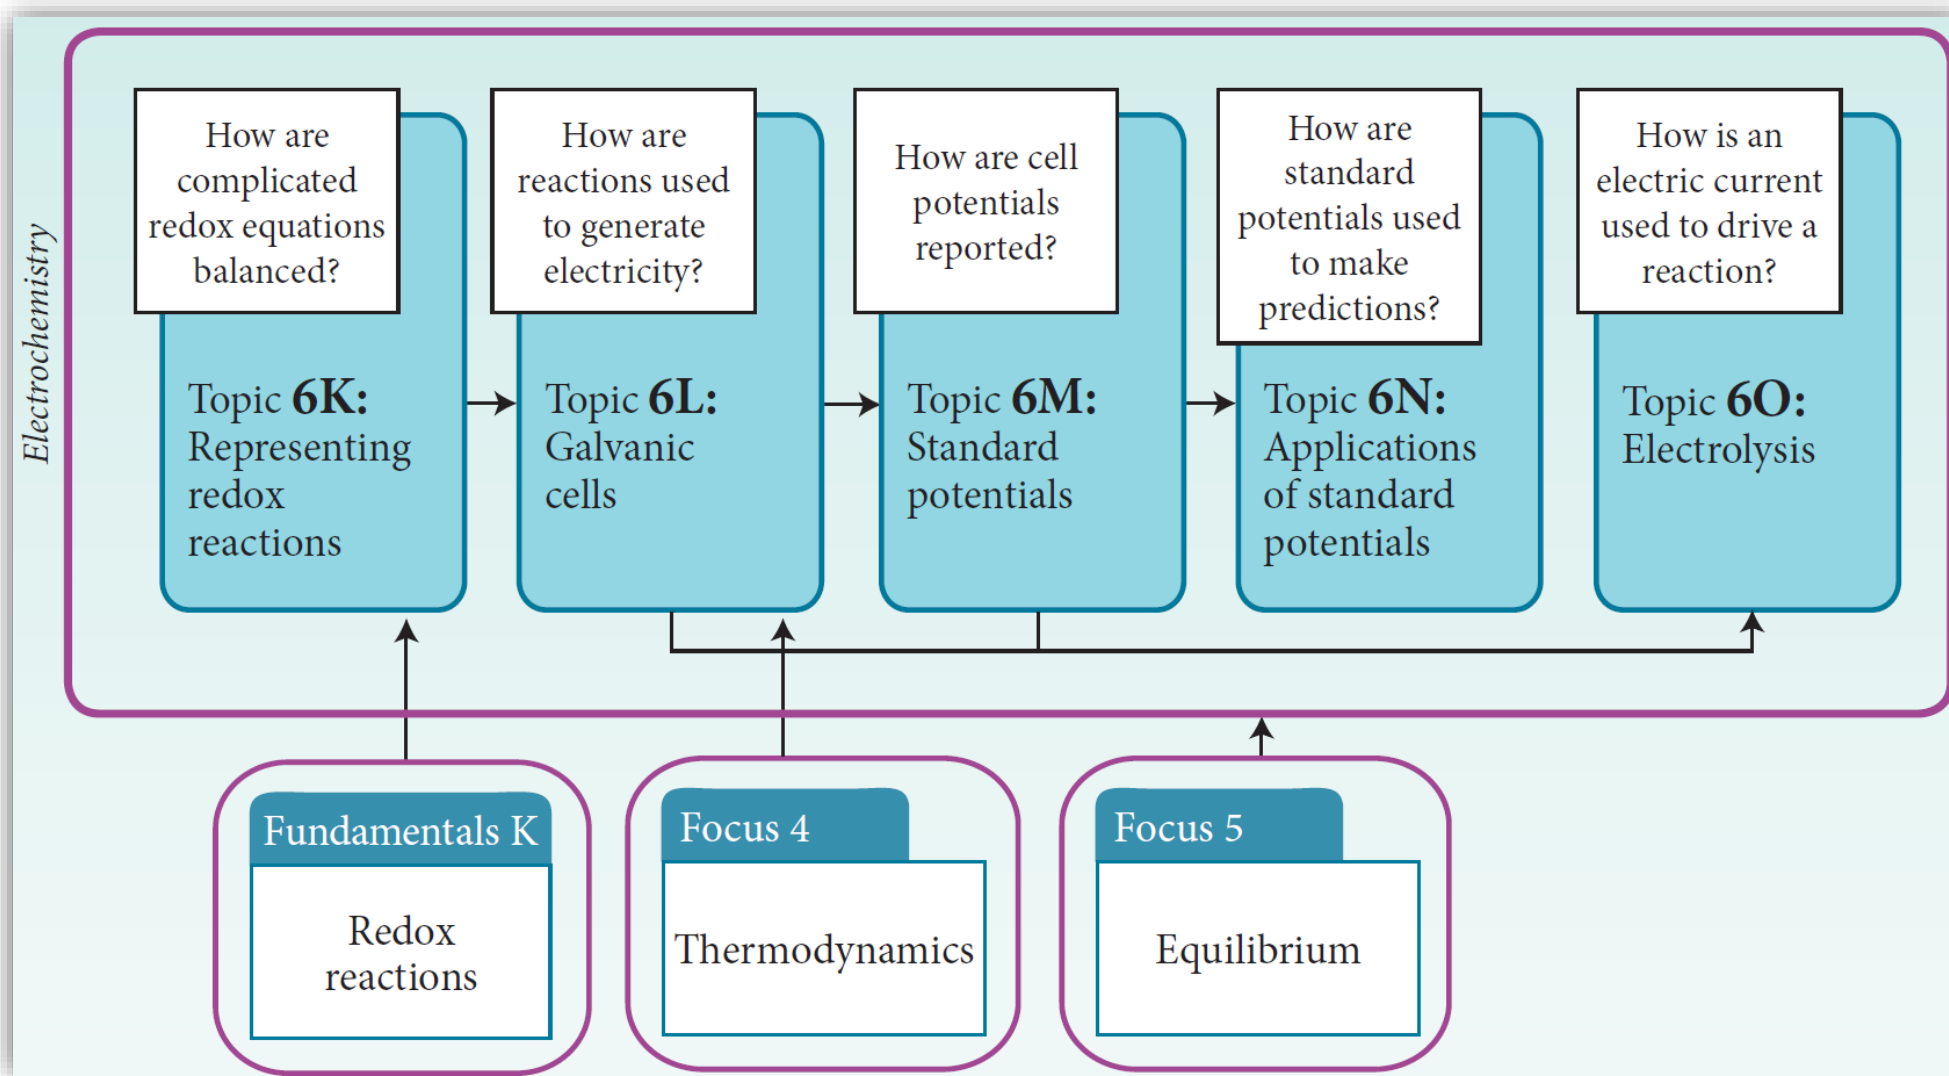 Electrochemistry
How are
complicated
redox equations
balanced?
Topic 6K:
Representing
redox
reactions
How are
reactions used
to generate
electricity?
Topic 6L:
Galvanic
cells
How are cell
potentials
reported?
Topic 6M:
Standard
potentials
How are
standard
potentials used
to make
predictions?
Topic 6N:
Applications
of standard
potentials
How is an
electric current
used to drive a
reaction?
Topic 6O:
Electrolysis
Fundamentals K
Redox
reactions
Focus 4
Thermodynamics
Focus 5
Equilibrium